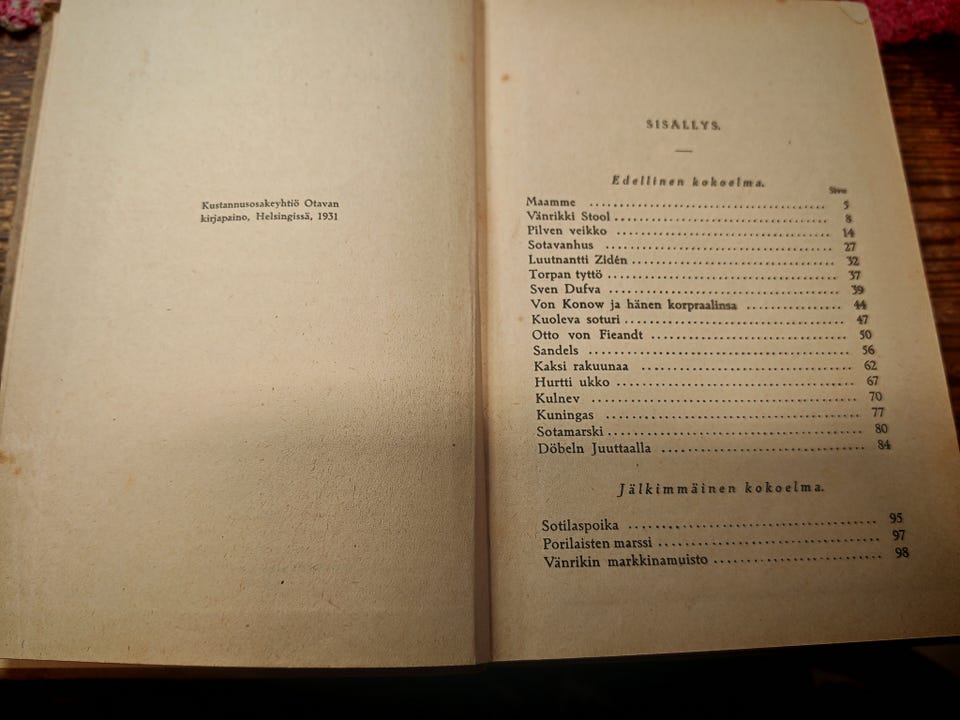 Kustannusosakeyhtiö Otavan
kirjapaino, Helsingissä, 1931
SISÄLLYS.
Edellinen kokoelma.
Sivu
Maamme 5
Vänrikki Stool 8
Pilven veikko 14
Sotavanhus 27
Luutnantti Zidén 32
Torpan tyttö 37
Sven Dufva 39
Von Konow ja hänen korpraalinsa 44
Kuoleva soturi 47
Otto von Fieandt 50
Sandels 56
Kaksi rakuunaa 62
Hurtti ukko 67
Kulnev 70
Kuningas 77
Sotamarski 80
Döbeln Juuttaalla 84
Jälkimmäinen kokoelma.
Sotilaspoika 95
Porilaisten marssi 97
Vänrikin markkinamuisto 98